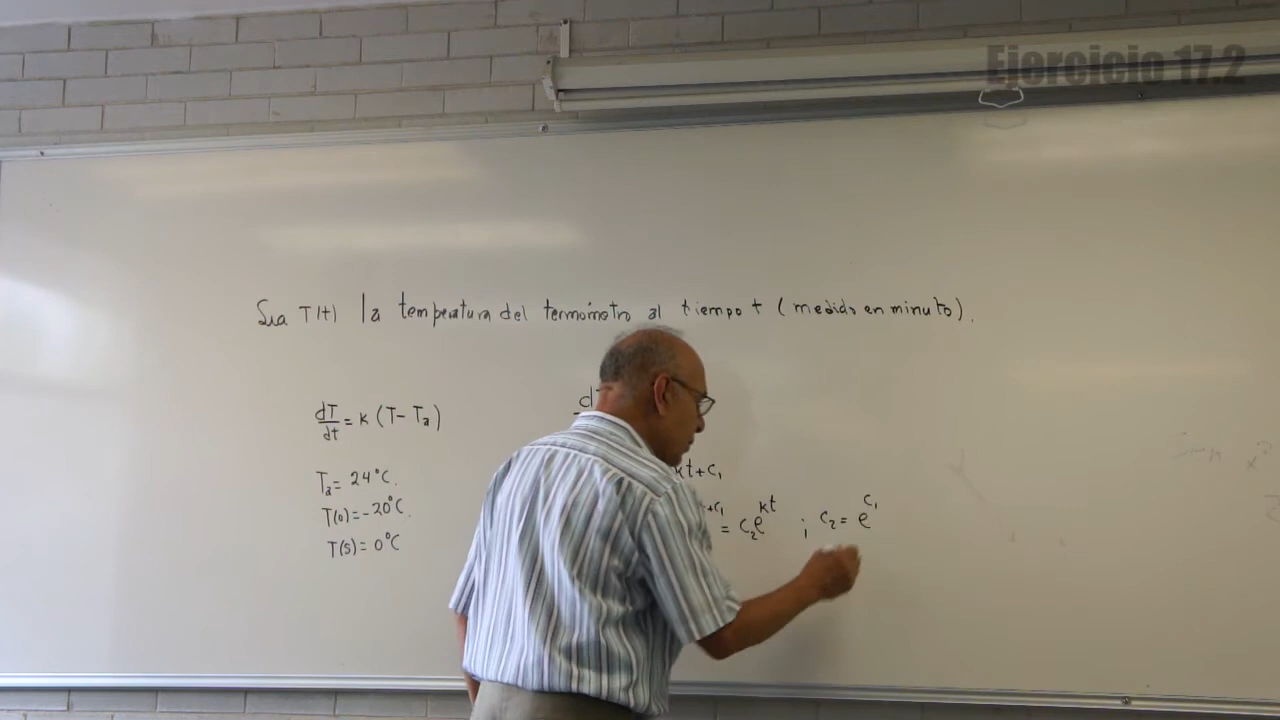 Ejercicio 17.2
Sea T(t) la temperatura del termómetro al tiempo t (medido en minuto).
dT/dt = k (T - Ta)
Ta = 24°C.
T(0) = -20°C.
T(5) = 0°C
d
kt + c₁
+c₁ = c₂e^kt ; c₂ = e^c₁